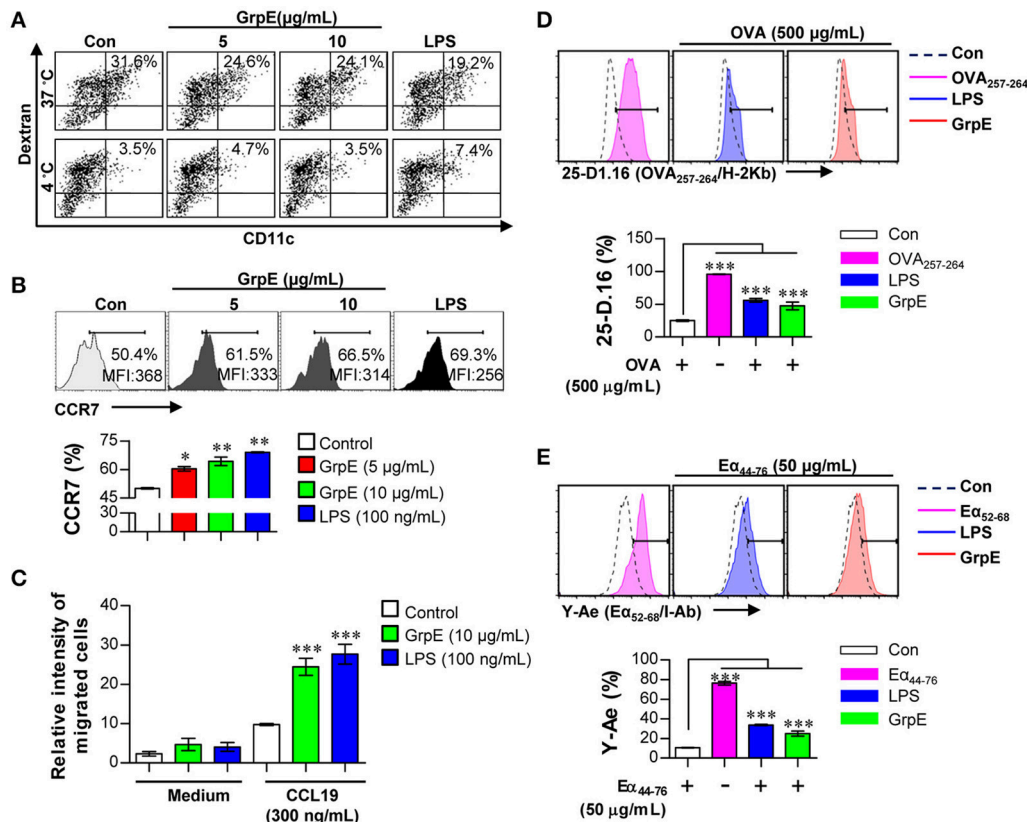 A
GrpE(µg/mL)
Con 5 10 LPS
37 °C
31.6% 24.6% 24.1% 19.2%
4 °C
3.5% 4.7% 3.5% 7.4%
Dextran
CD11c
B
GrpE (µg/mL)
Con 5 10 LPS
50.4% 61.5% 66.5% 69.3%
MFI:368 MFI:333 MFI:314 MFI:256
CCR7
CCR7 (%)
75
60
45
30
15
0
* ** **
Control
GrpE (5 µg/mL)
GrpE (10 µg/mL)
LPS (100 ng/mL)
C
Relative intensity of
migrated cells
40
30
20
10
0
*** ***
Control
GrpE (10 µg/mL)
LPS (100 ng/mL)
Medium CCL19
(300 ng/mL)
D
OVA (500 µg/mL)
Con
OVA257-264
LPS
GrpE
25-D1.16 (OVA257-264/H-2Kb)
25-D.16 (%)
100
75
50
25
0
*** *** ***
Con
OVA257-264
LPS
GrpE
OVA + − + +
(500 µg/mL)
E
Eα44-76 (50 µg/mL)
Con
Eα52-68
LPS
GrpE
Y-Ae (Eα52-68/I-Ab)
Y-Ae (%)
100
80
60
40
20
0
*** *** ***
Con
Eα44-76
LPS
GrpE
Eα44-76 + − + +
(50 µg/mL)